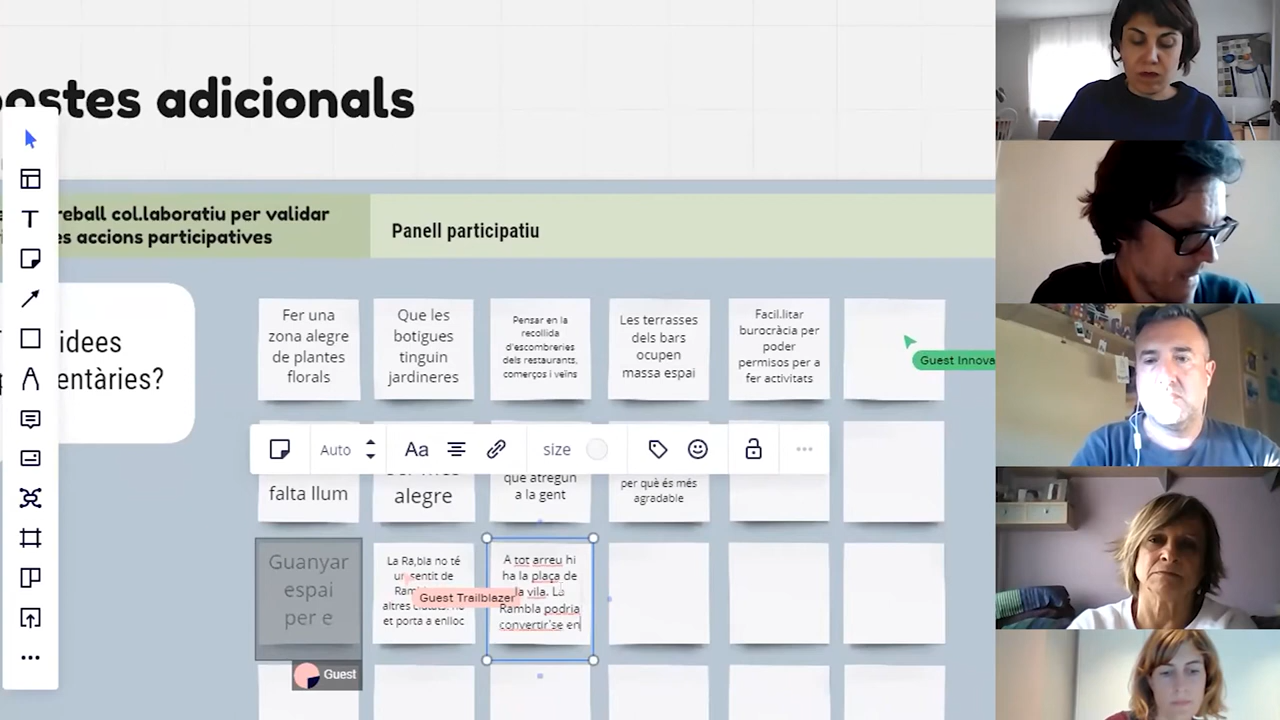 ostes adicionals
reball col.laboratiu per validar
es accions participatives
Panell participatiu
idees
entàries?
Fer una
zona alegre
de plantes
florals
Que les
botigues
tinguin
jardineres
Pensar en la
recollida
d'escombreries
dels restaurants,
comerços i veïns
Les terrasses
dels bars
ocupen
massa espai
Facil.litar
burocràcia per
poder
permisos per a
fer activitats
Guest Innova
Auto
Aa
size
falta llum
alegre
que atregun
a la gent
per què és més
agradable
Guanyar
espai
per e
Guest
La Ra,bla no té
sentit de
et porta a enlloc
Guest Trailblazer
A tot arreu hi
ha la plaça de
la vila. La
Rambla podria
convertir'se en